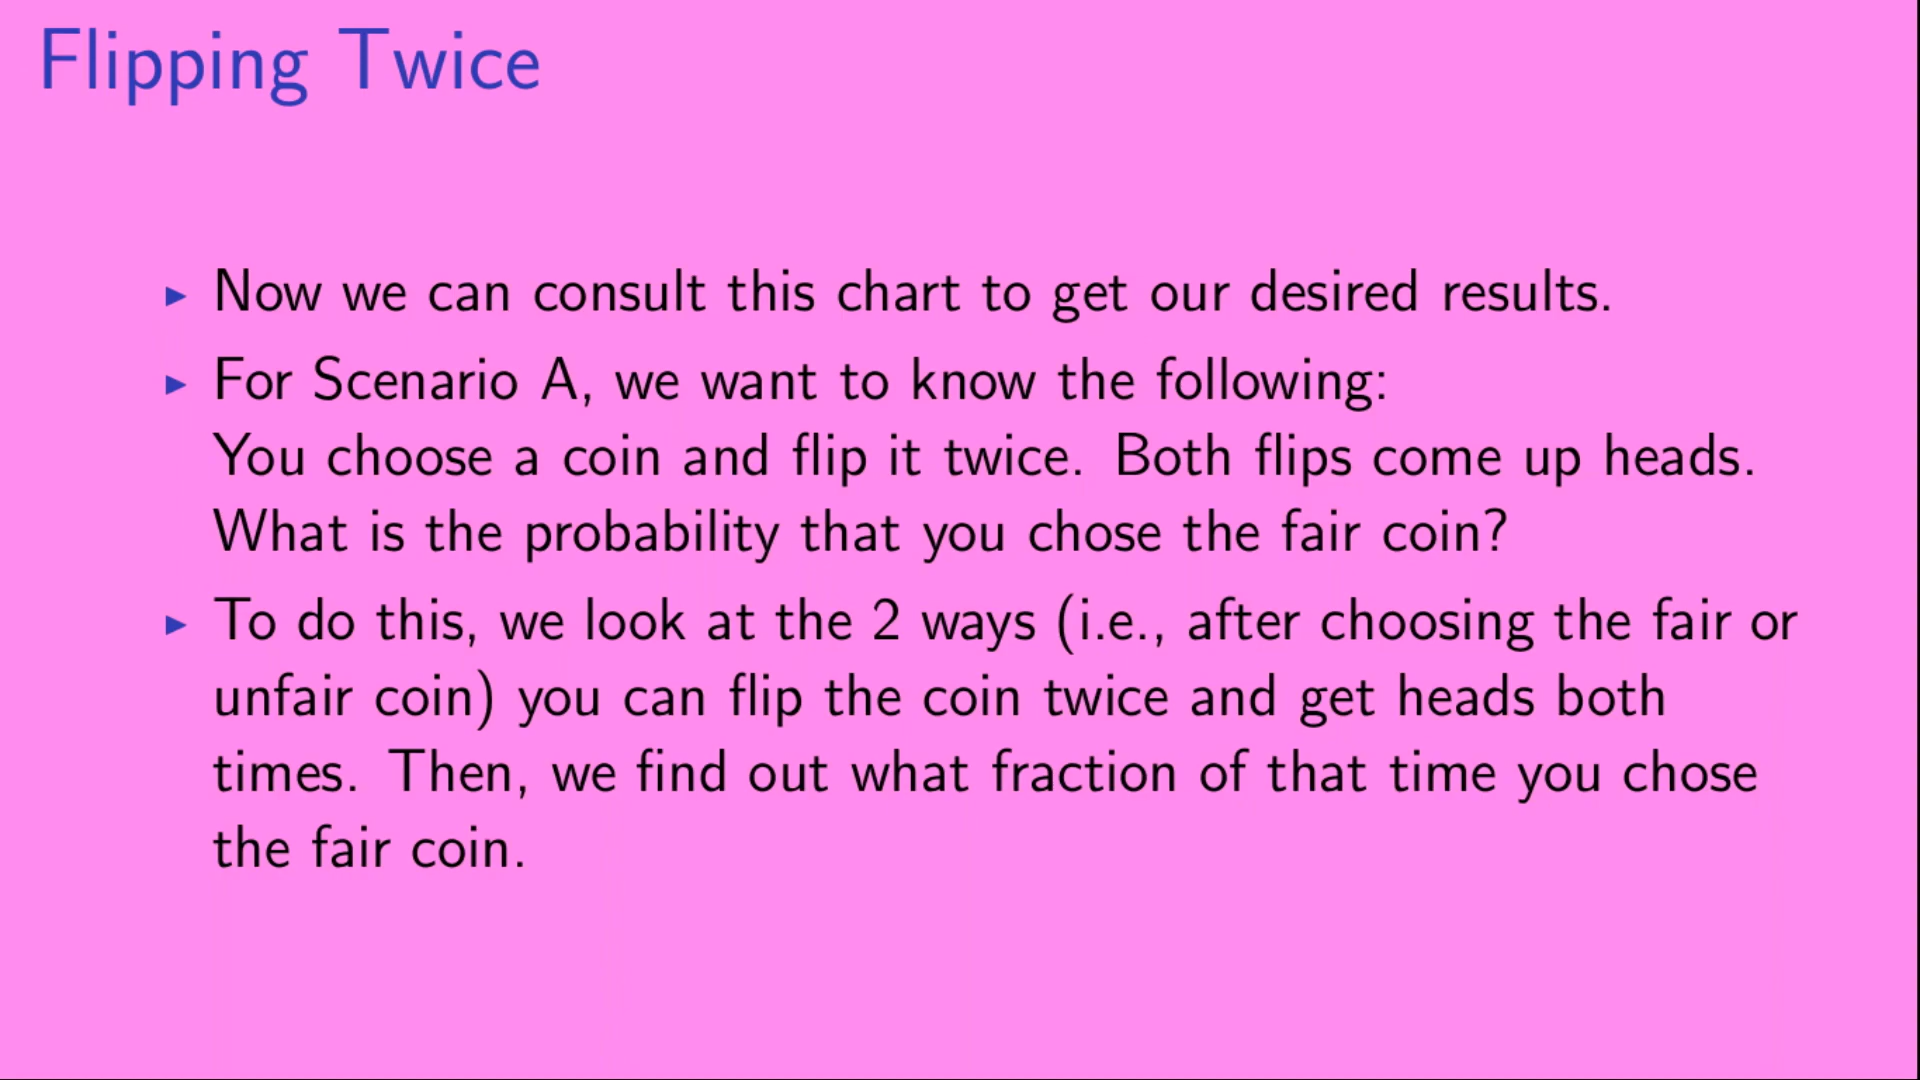 Flipping Twice
▶ Now we can consult this chart to get our desired results.
▶ For Scenario A, we want to know the following:
You choose a coin and flip it twice. Both flips come up heads.
What is the probability that you chose the fair coin?
▶ To do this, we look at the 2 ways (i.e., after choosing the fair or
unfair coin) you can flip the coin twice and get heads both
times. Then, we find out what fraction of that time you chose
the fair coin.